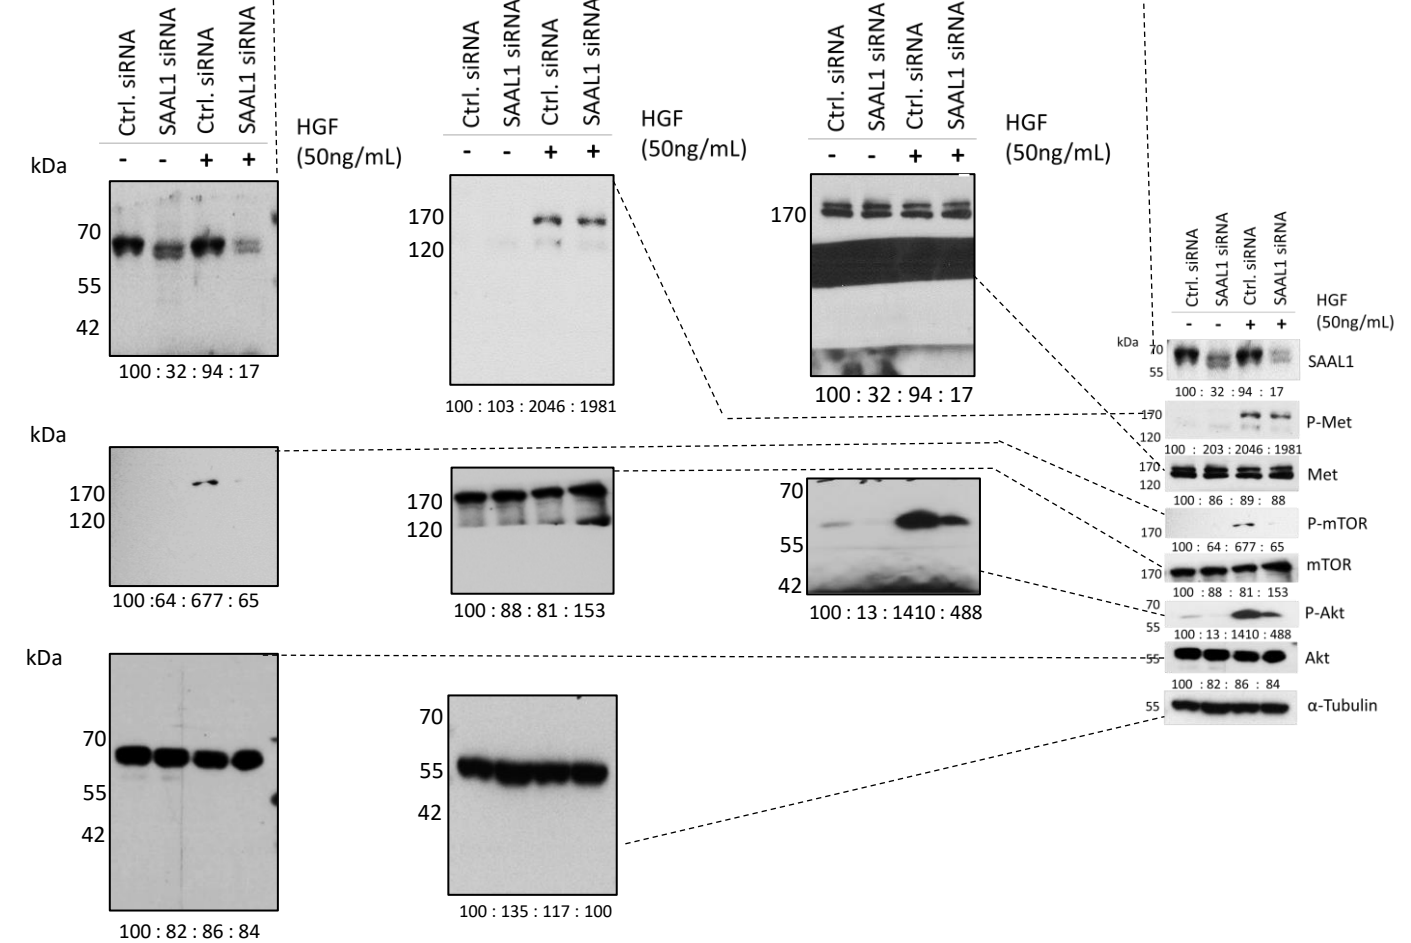 Ctrl. siRNA
SAAL1 siRNA
Ctrl. siRNA
SAAL1 siRNA
HGF
(50ng/mL)
- - + +
kDa
70
55
42
100 : 32 : 94 : 17
Ctrl. siRNA
SAAL1 siRNA
Ctrl. siRNA
SAAL1 siRNA
HGF
(50ng/mL)
- - + +
170
120
100 : 103 : 2046 : 1981
Ctrl. siRNA
SAAL1 siRNA
Ctrl. siRNA
SAAL1 siRNA
HGF
(50ng/mL)
- - + +
170
100 : 32 : 94 : 17
kDa
170
120
100 :64 : 677 : 65
170
120
100 : 88 : 81 : 153
70
55
42
100 : 13 : 1410 : 488
kDa
70
55
42
100 : 82 : 86 : 84
70
55
42
100 : 135 : 117 : 100
Ctrl. siRNA
SAAL1 siRNA
Ctrl. siRNA
SAAL1 siRNA
HGF
(50ng/mL)
- - + +
kDa
70
55
SAAL1
100 : 32 : 94 : 17
170
120
P-Met
100 : 203 : 2046 : 1981
170
120
Met
100 : 86 : 89 : 88
170
P-mTOR
100 : 64 : 677 : 65
170
mTOR
100 : 88 : 81 : 153
70
55
P-Akt
100 : 13 : 1410 : 488
55
Akt
100 : 82 : 86 : 84
55
α-Tubulin